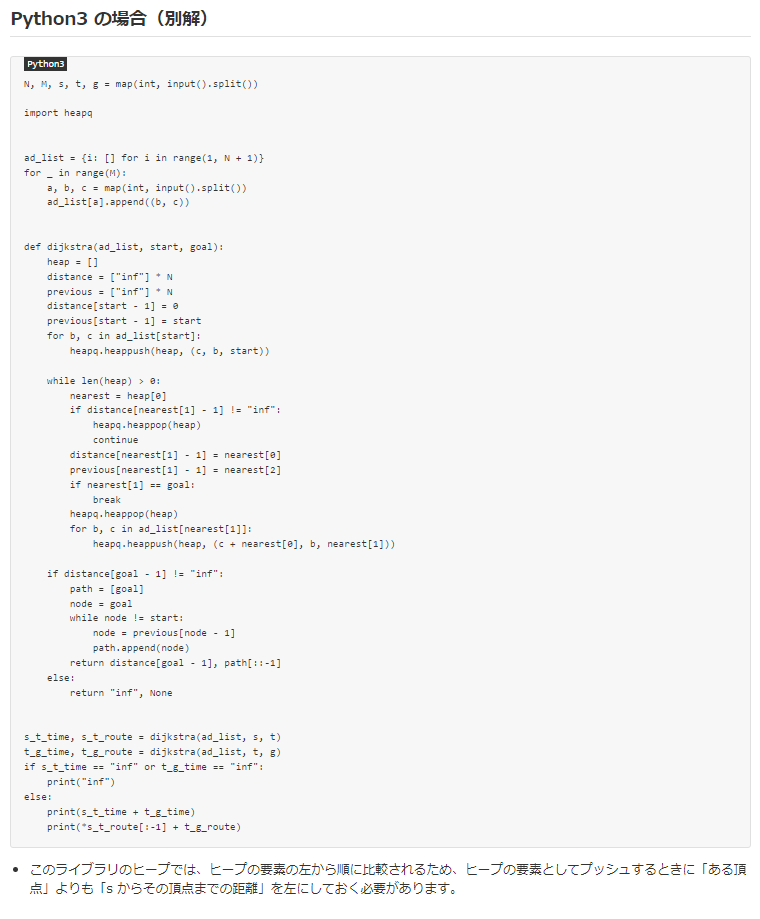 Python3 の場合（別解）
Python3
N, M, s, t, g = map(int, input().split())
import heapq
ad_list = {i: [] for i in range(1, N + 1)}
for _ in range(M):
    a, b, c = map(int, input().split())
    ad_list[a].append((b, c))
def dijkstra(ad_list, start, goal):
    heap = []
    distance = ["inf"] * N
    previous = ["inf"] * N
    distance[start - 1] = 0
    previous[start - 1] = start
    for b, c in ad_list[start]:
        heapq.heappush(heap, (c, b, start))
    while len(heap) > 0:
        nearest = heap[0]
        if distance[nearest[1] - 1] != "inf":
            heapq.heappop(heap)
            continue
        distance[nearest[1] - 1] = nearest[0]
        previous[nearest[1] - 1] = nearest[2]
        if nearest[1] == goal:
            break
        heapq.heappop(heap)
        for b, c in ad_list[nearest[1]]:
            heapq.heappush(heap, (c + nearest[0], b, nearest[1]))
    if distance[goal - 1] != "inf":
        path = [goal]
        node = goal
        while node != start:
            node = previous[node - 1]
            path.append(node)
        return distance[goal - 1], path[::-1]
    else:
        return "inf", None
s_t_time, s_t_route = dijkstra(ad_list, s, t)
t_g_time, t_g_route = dijkstra(ad_list, t, g)
if s_t_time == "inf" or t_g_time == "inf":
    print("inf")
else:
    print(s_t_time + t_g_time)
    print(*s_t_route[:-1] + t_g_route)
• このライブラリのヒープでは、ヒープの要素の左から順に比較されるため、ヒープの要素としてプッシュするときに「ある頂
点」よりも「s からその頂点までの距離」を左にしておく必要があります。